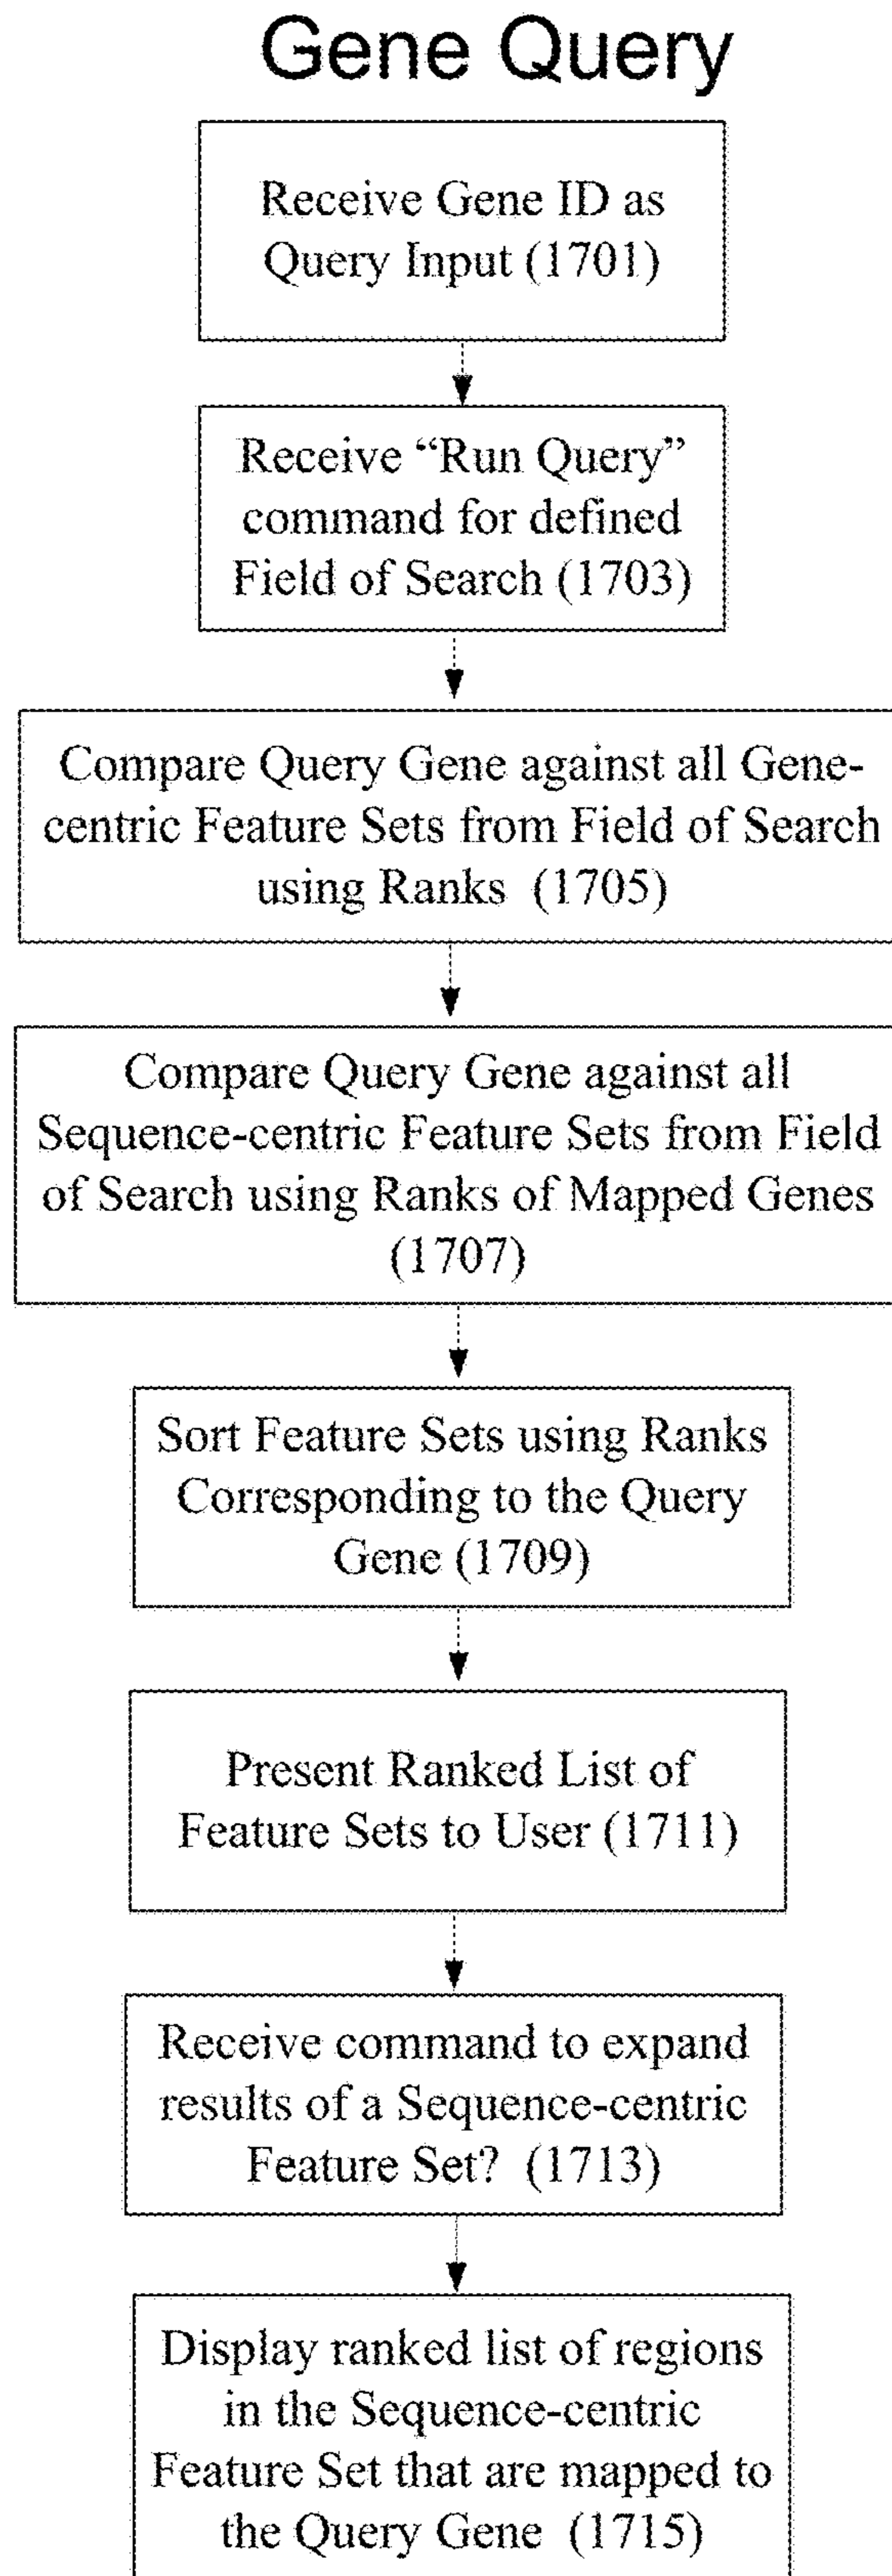 Gene Query
Receive Gene ID as
Query Input (1701)
Receive “Run Query”
command for defined
Field of Search (1703)
Compare Query Gene against all Gene-
centric Feature Sets from Field of Search
using Ranks (1705)
Compare Query Gene against all
Sequence-centric Feature Sets from Field
of Search using Ranks of Mapped Genes
(1707)
Sort Feature Sets using Ranks
Corresponding to the Query
Gene (1709)
Present Ranked List of
Feature Sets to User (1711)
Receive command to expand
results of a Sequence-centric
Feature Set? (1713)
Display ranked list of regions
in the Sequence-centric
Feature Set that are mapped to
the Query Gene (1715)